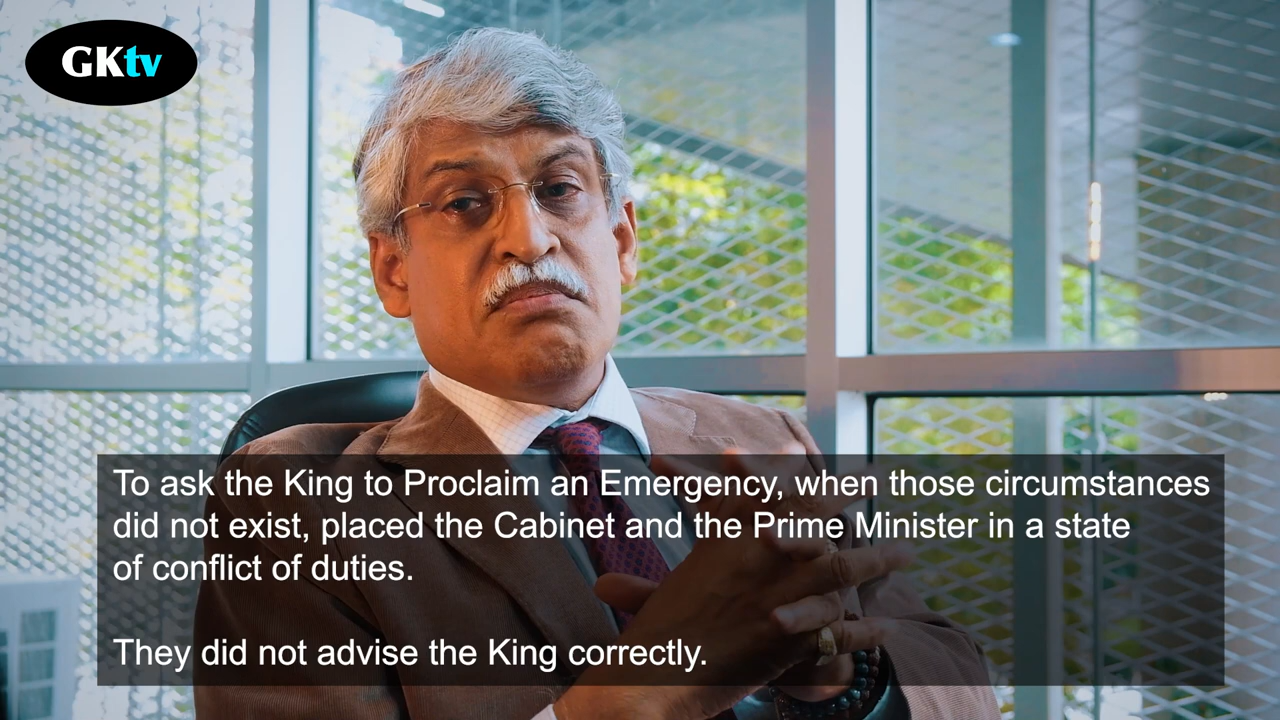 GKtv
To ask the King to Proclaim an Emergency, when those circumstances
did not exist, placed the Cabinet and the Prime Minister in a state
of conflict of duties.
They did not advise the King correctly.